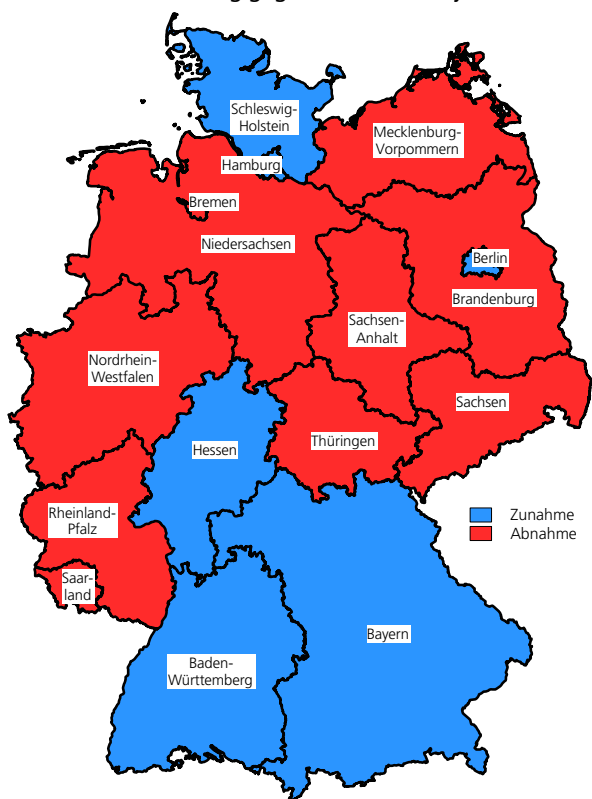 Schleswig-
Holstein
Mecklenburg-
Vorpommern
Hamburg
Bremen
Niedersachsen
Berlin
Brandenburg
Sachsen-
Anhalt
Nordrhein-
Westfalen
Sachsen
Thüringen
Hessen
Rheinland-
Pfalz
Zunahme
Abnahme
Saar-
land
Bayern
Baden-
Württemberg